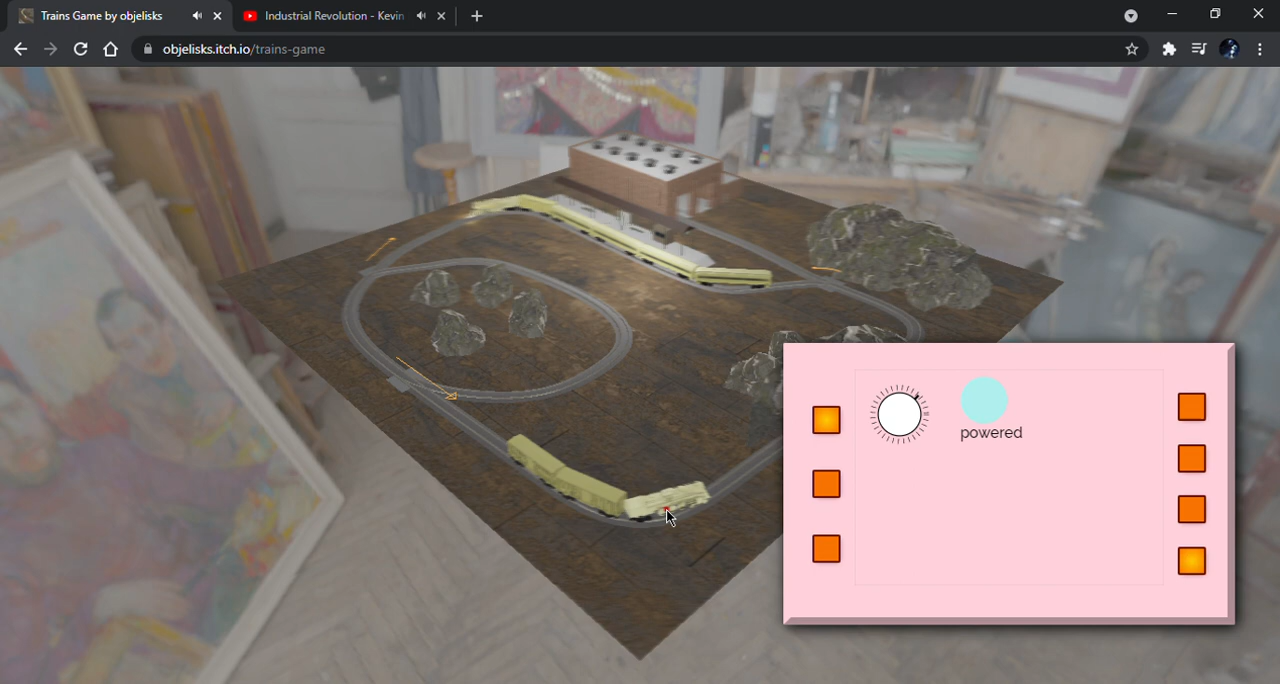 Trains Game by objelisks
Industrial Revolution - Kevin
objelisks.itch.io/trains-game
powered